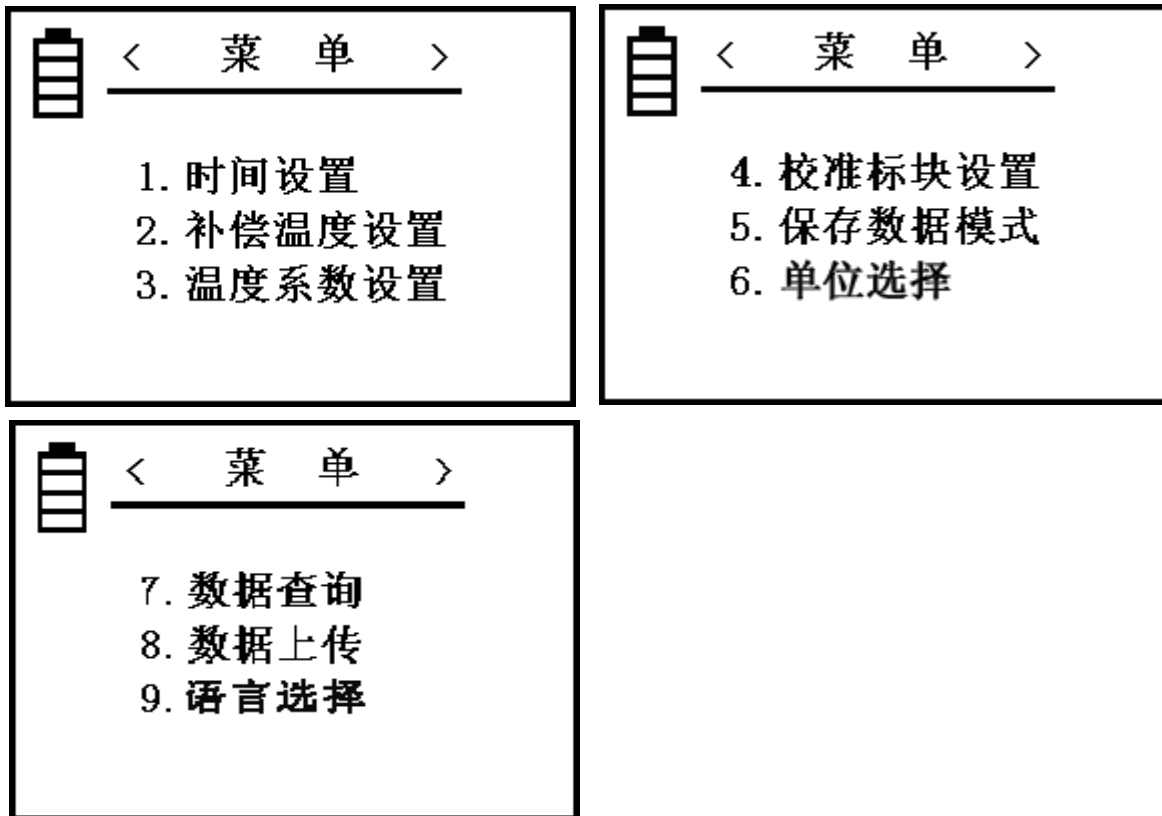 < 菜 单 >
1. 时间设置
2. 补偿温度设置
3. 温度系数设置
< 菜 单 >
4. 校准标块设置
5. 保存数据模式
6. 单位选择
< 菜 单 >
7. 数据查询
8. 数据上传
9. 语言选择